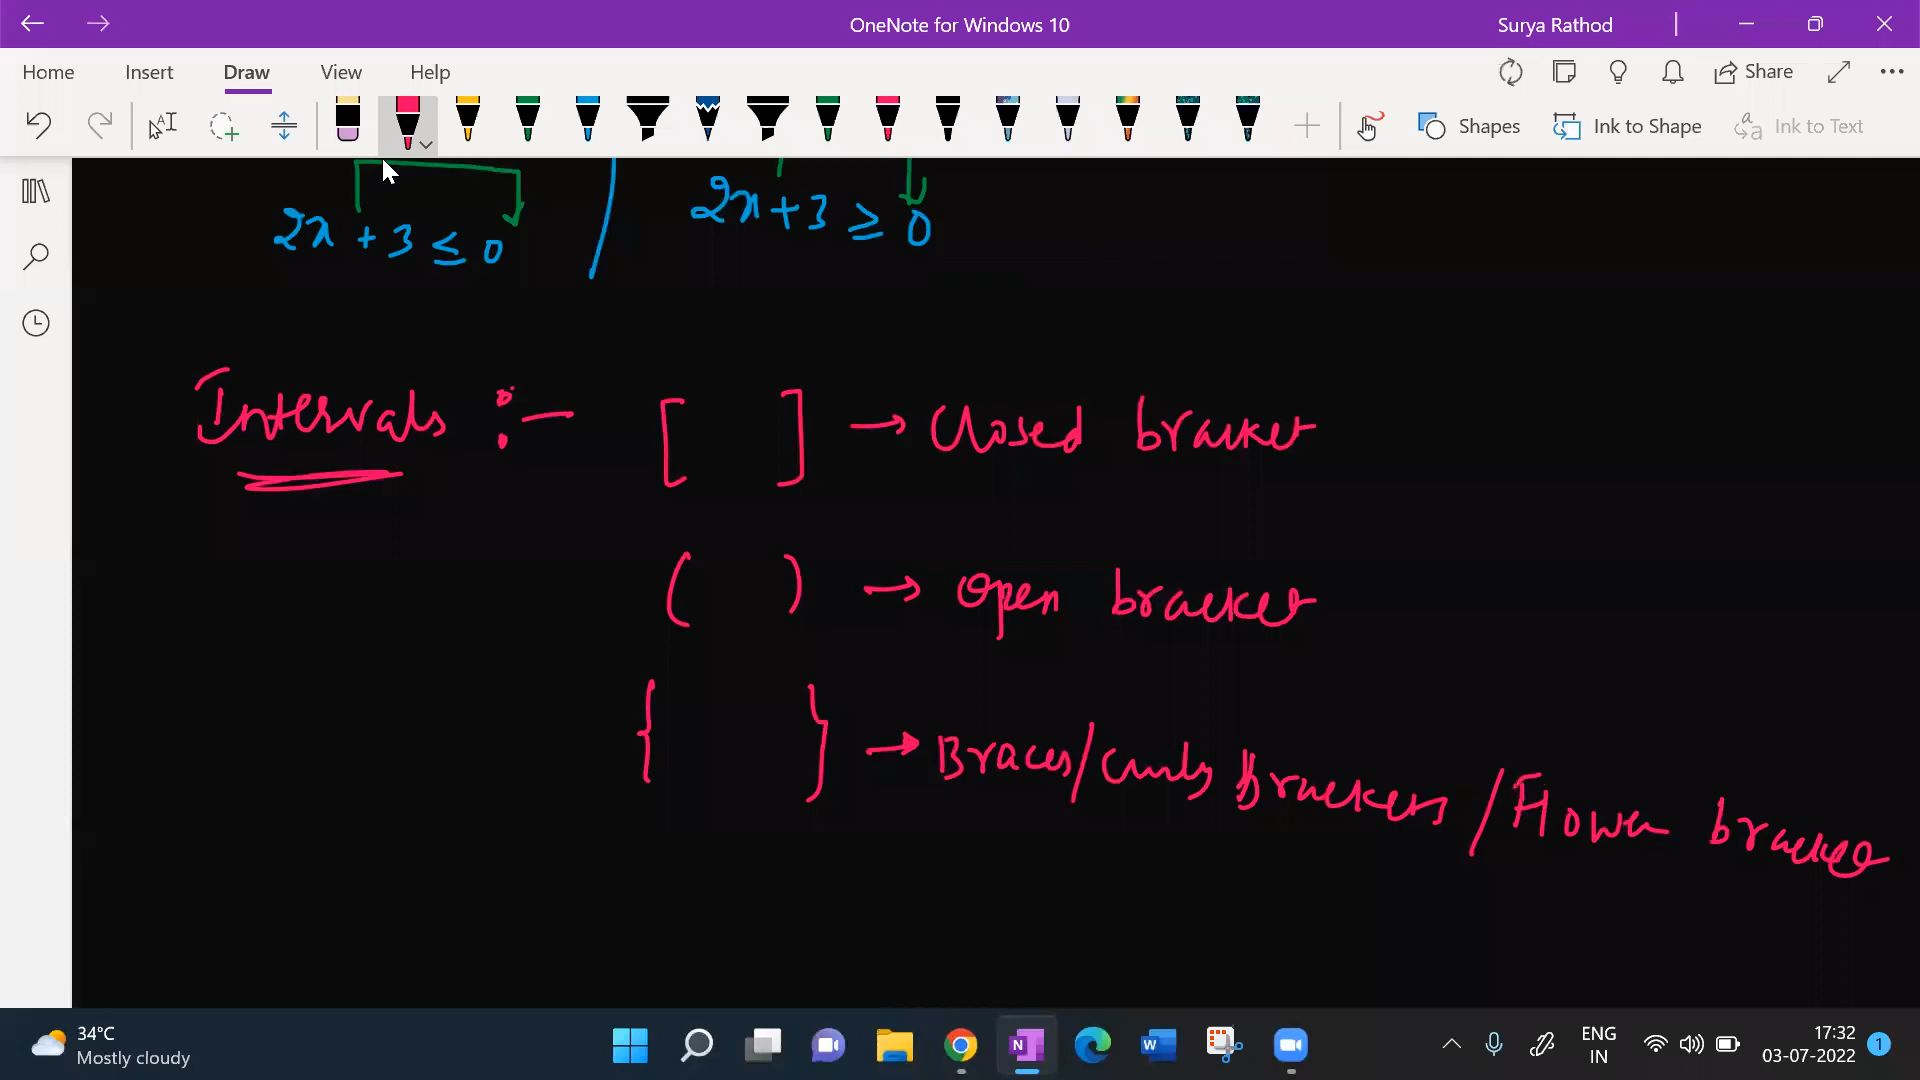 OneNote for Windows 10
Surya Rathod
Home Insert Draw View Help
Share
Shapes Ink to Shape Ink to Text
2x + 3 ≤ 0
2x + 3 ≥ 0
Intervals :- [ ] → Closed bracket
( ) → Open bracket
{ } → Braces/Curly Brackets/Flower bracket
34°C
Mostly cloudy
ENG
IN
17:32
03-07-2022
1